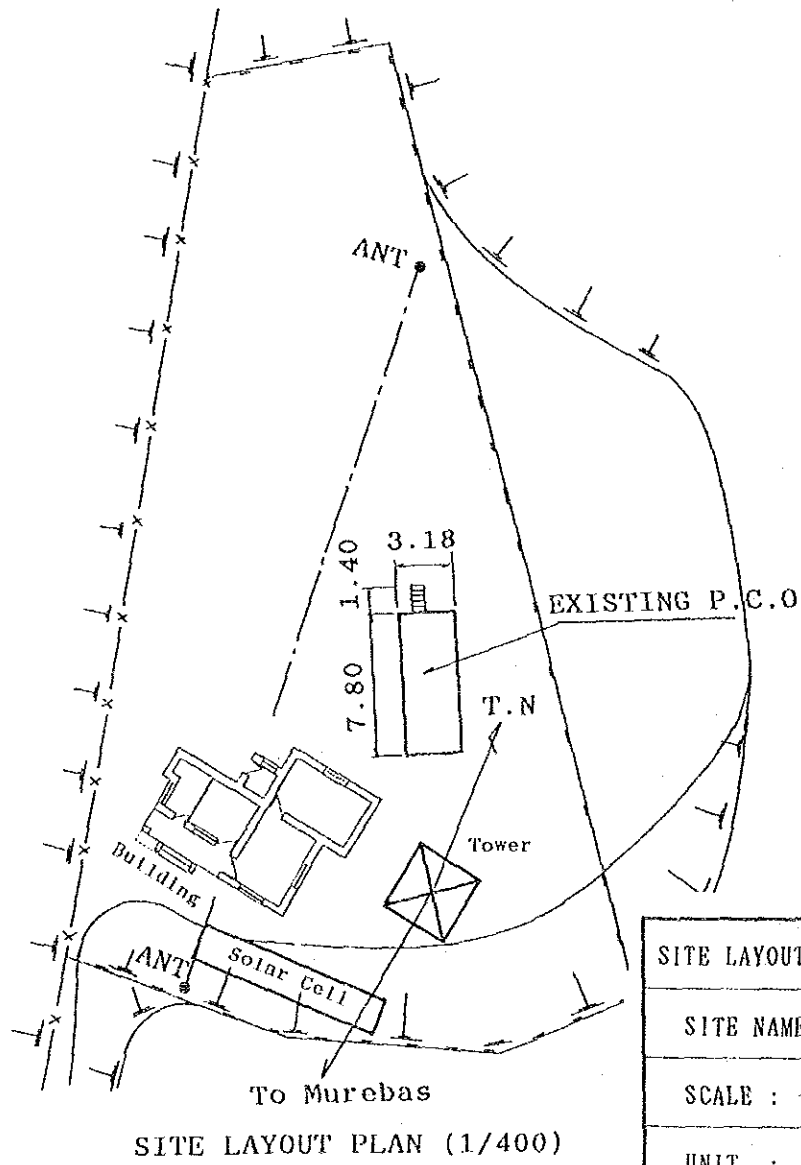 ANT
1.40
3.18
EXISTING P.C.O
7.80
T.N
Tower
Building
ANT
Solar Cell
To Murebas
SITE LAYOUT PLAN (1/400)
SITE LAYOUT
SITE NAME
SCALE :
UNIT :